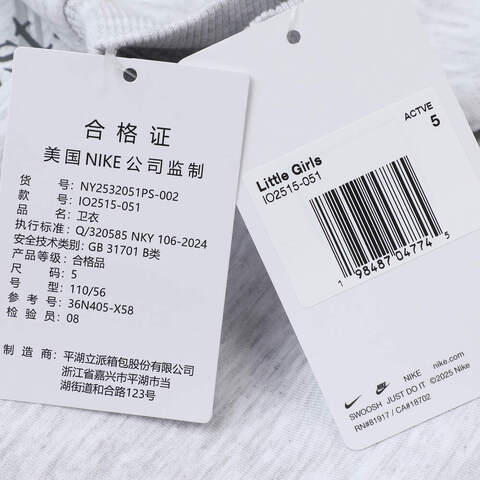 合格证
美国NIKE公司监制
货 号: NY2532051PS-002
款 号: IO2515-051
品 名: 卫衣
执行标准: Q/320585 NKY 106-2024
安全技术类别: GB 31701 B类
产品等级: 合格品
尺 码: 5
号 型: 110/56
参 考 号: 36N405-X58
检 验 员: 08
制 造 商: 平湖立派箱包股份有限公司
浙江省嘉兴市平湖市当
湖街道和合路123号
ACTVE
5
Little Girls
IO2515-051
1 98487 04774 5
NIKE nike.com
SWOOSH JUST DO IT ©2025 Nike
RN#81917 / CA#18702